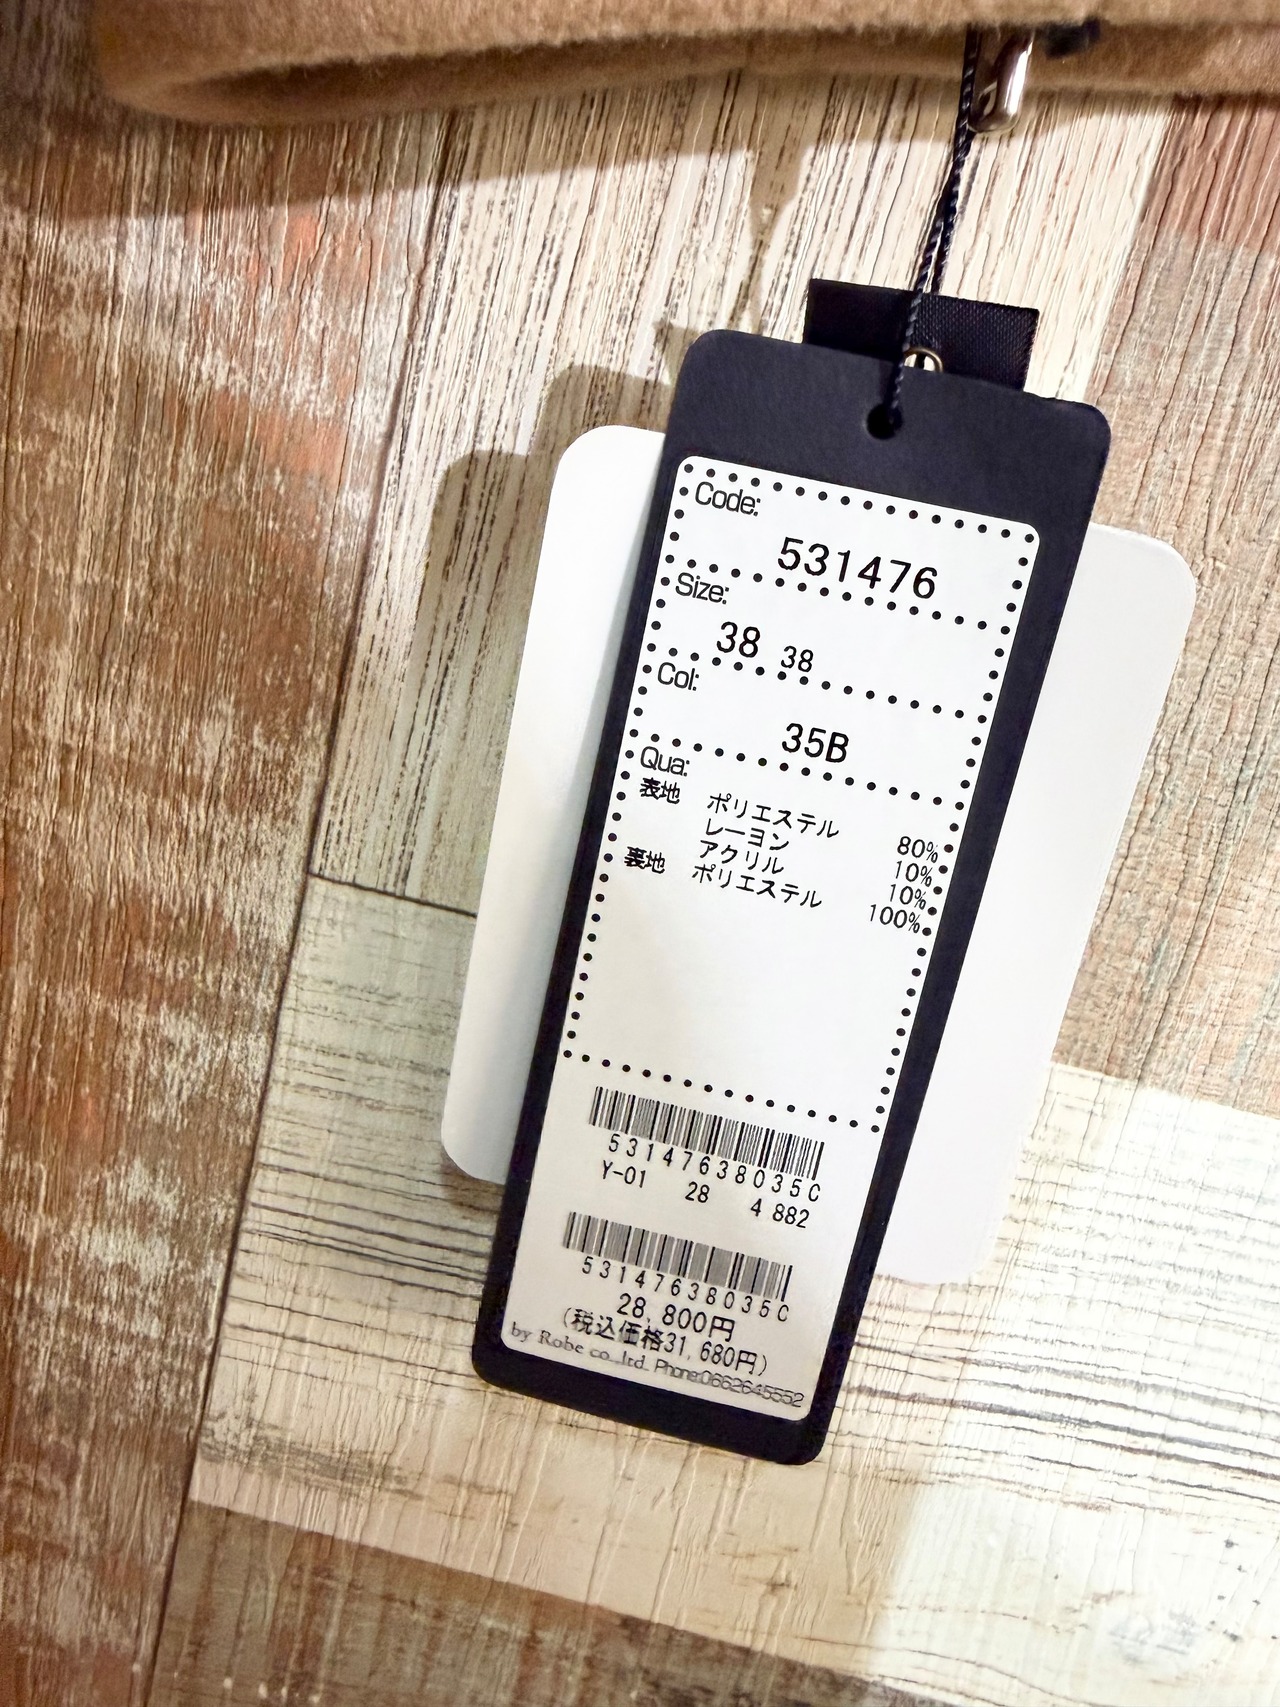 Code:
531476
Size:
38 38
Col:
35B
Qua:
表地 ポリエステル 80%
レーヨン 10%
アクリル 10%
裏地 ポリエステル 100%
53147638035C
Y-01 28 4 882
53147638035C
28,800円
(税込価格31,680円)
by Robe co.,ltd. Phone:0662645552